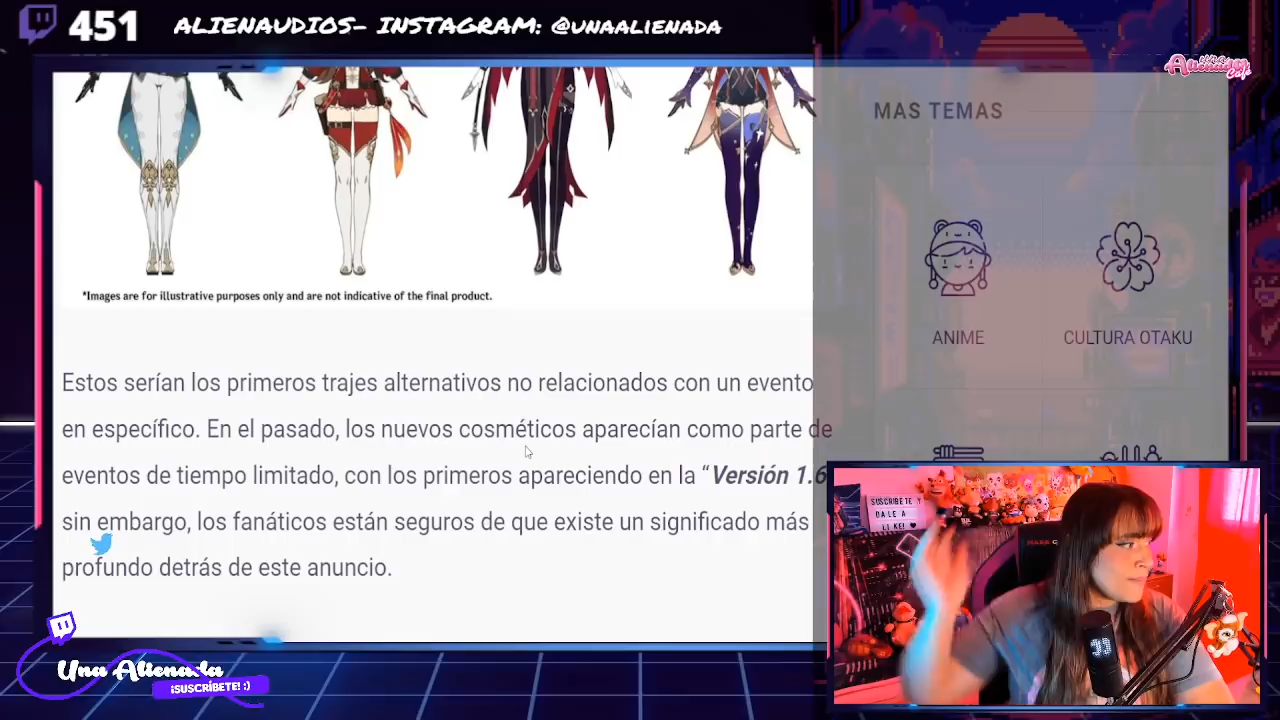 451
ALIENAUDIOS- INSTAGRAM: @UNAALIENADA
MAS TEMAS
ANIME
CULTURA OTAKU
*Images are for illustrative purposes only and are not indicative of the final product.
Estos serían los primeros trajes alternativos no relacionados con un evento
en específico. En el pasado, los nuevos cosméticos aparecían como parte de
eventos de tiempo limitado, con los primeros apareciendo en la “Versión 1.6
sin embargo, los fanáticos están seguros de que existe un significado más
profundo detrás de este anuncio.
SUSCRIBETE Y
DALE A
LIKE!
Una Alienada
¡SUSCRÍBETE! :)